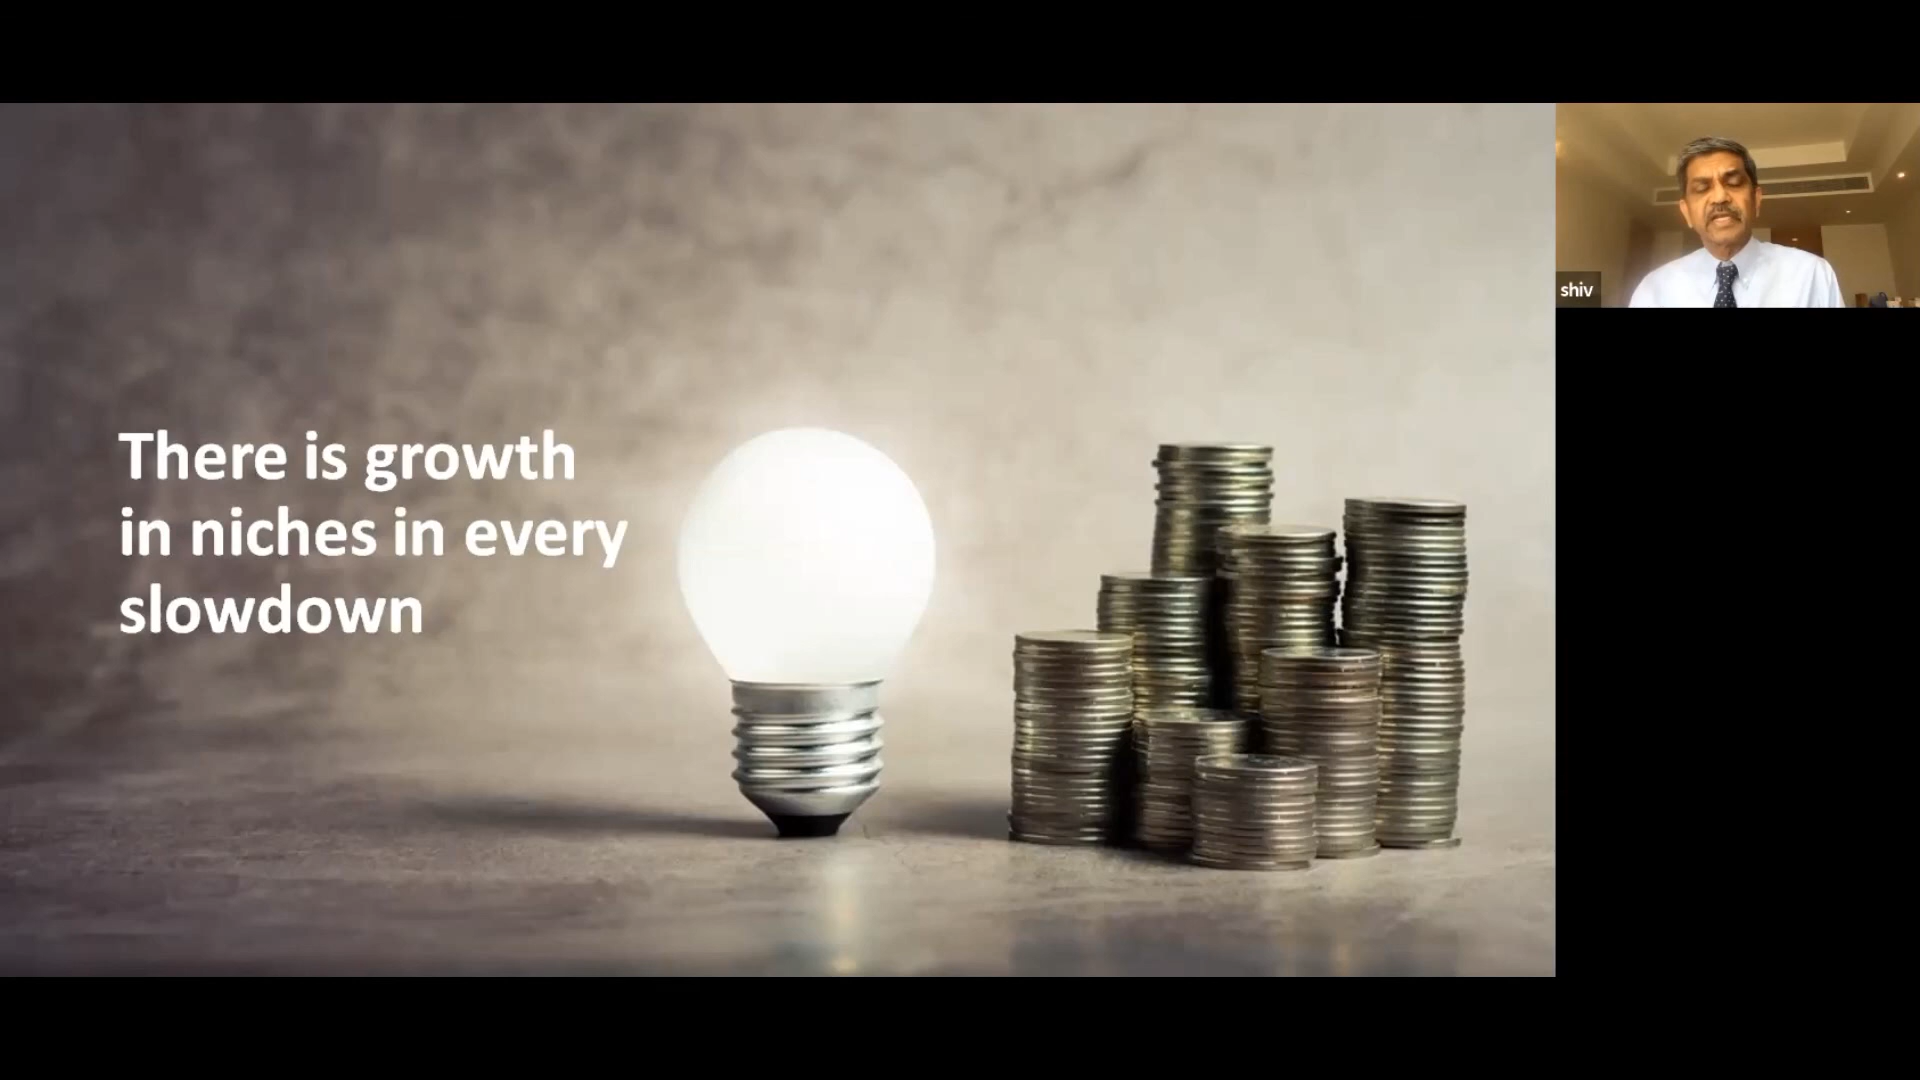 There is growth
in niches in every
slowdown
shiv